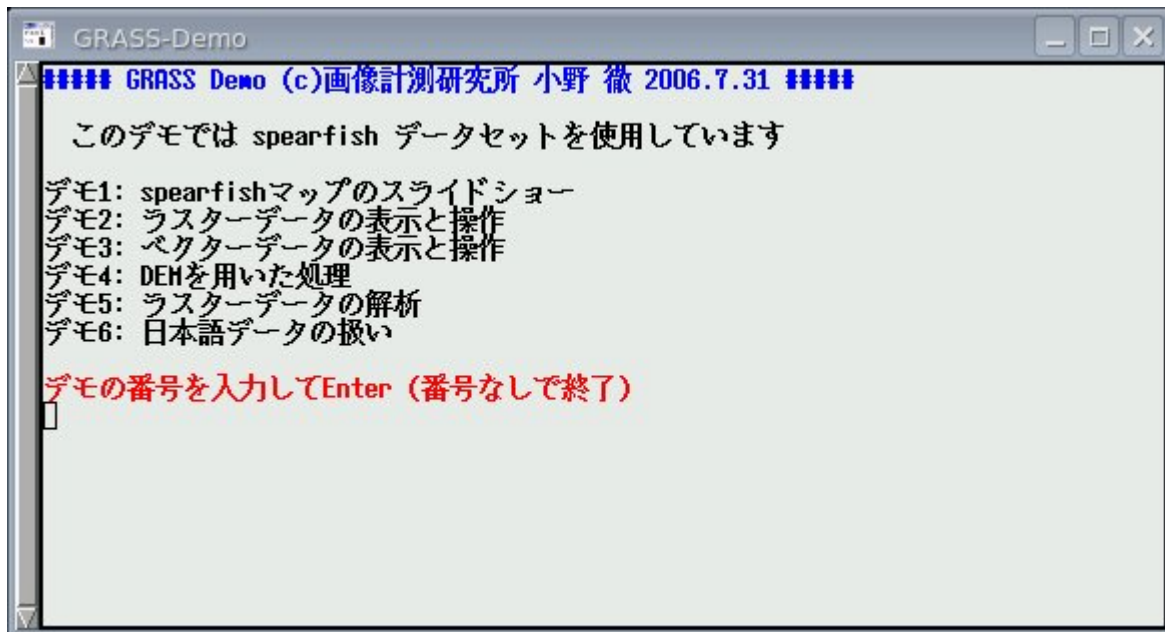 GRASS-Demo
##### GRASS Demo (c)画像計測研究所 小野 徹 2006.7.31 #####
このデモでは spearfish データセットを使用しています
デモ1: spearfishマップのスライドショー
デモ2: ラスターデータの表示と操作
デモ3: ベクターデータの表示と操作
デモ4: DEMを用いた処理
デモ5: ラスターデータの解析
デモ6: 日本語データの扱い
デモの番号を入力してEnter (番号なしで終了)